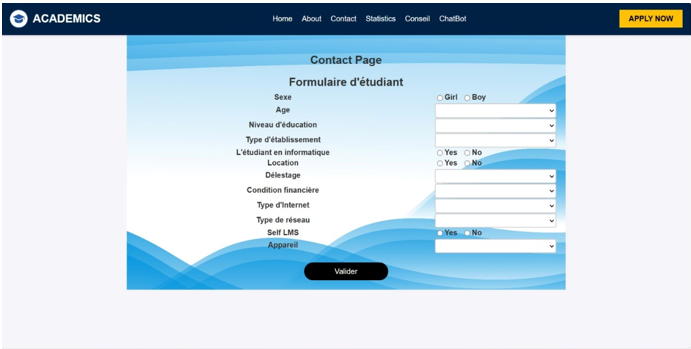 ACADEMICS Home About Contact Statistics Conseil ChatBot APPLY NOW
Contact Page
Formulaire d'étudiant
Sexe Girl Boy
Age
Niveau d'éducation
Type d'établissement
L'étudiant en informatique Yes No
Location Yes No
Délestage
Condition financière
Type d'Internet
Type de réseau
Self LMS Yes No
Appareil
Valider